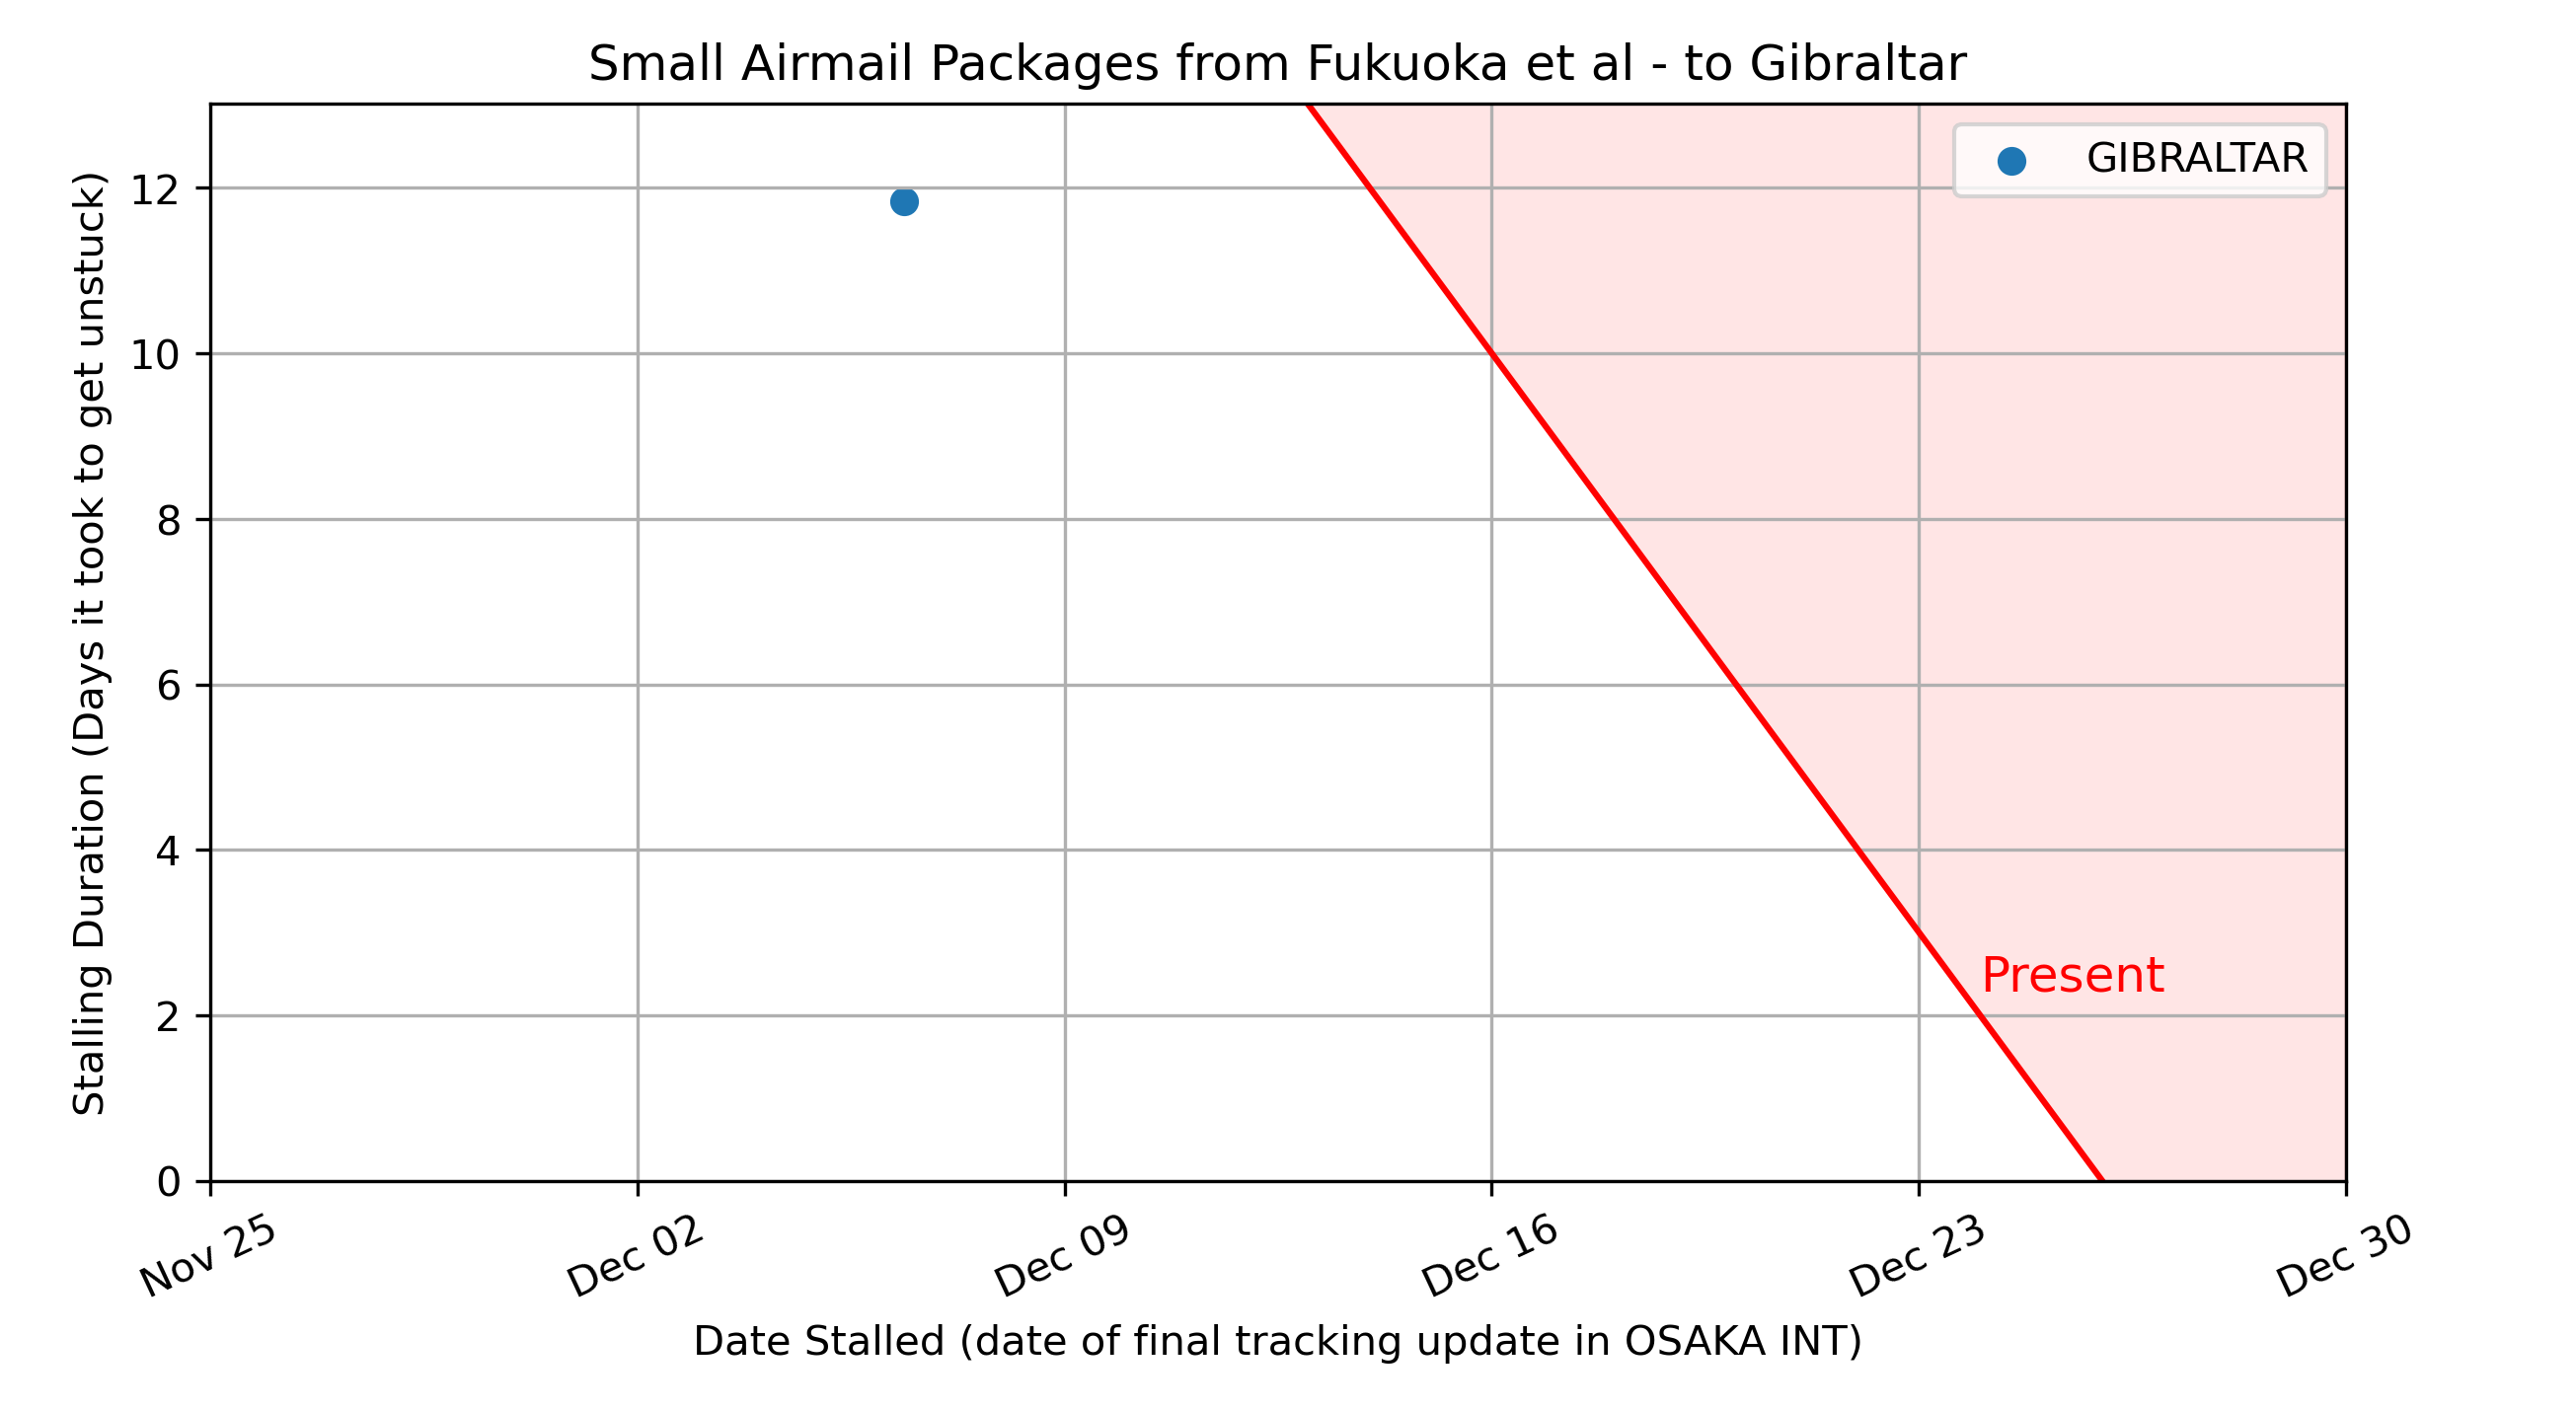 Small Airmail Packages from Fukuoka et al - to Gibraltar
GIBRALTAR
Stalling Duration (Days it took to get unstuck)
12
10
8
6
4
2
0
Present
Nov 25
Dec 02
Dec 09
Dec 16
Dec 23
Dec 30
Date Stalled (date of final tracking update in OSAKA INT)